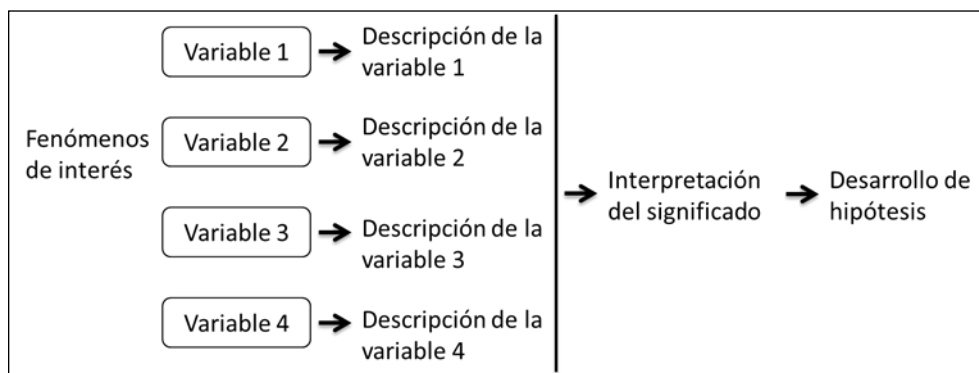 Fenómenos
de interés
Variable 1
Descripción de la
variable 1
Variable 2
Descripción de la
variable 2
Variable 3
Descripción de la
variable 3
Variable 4
Descripción de la
variable 4
Interpretación
del significado
Desarrollo de
hipótesis